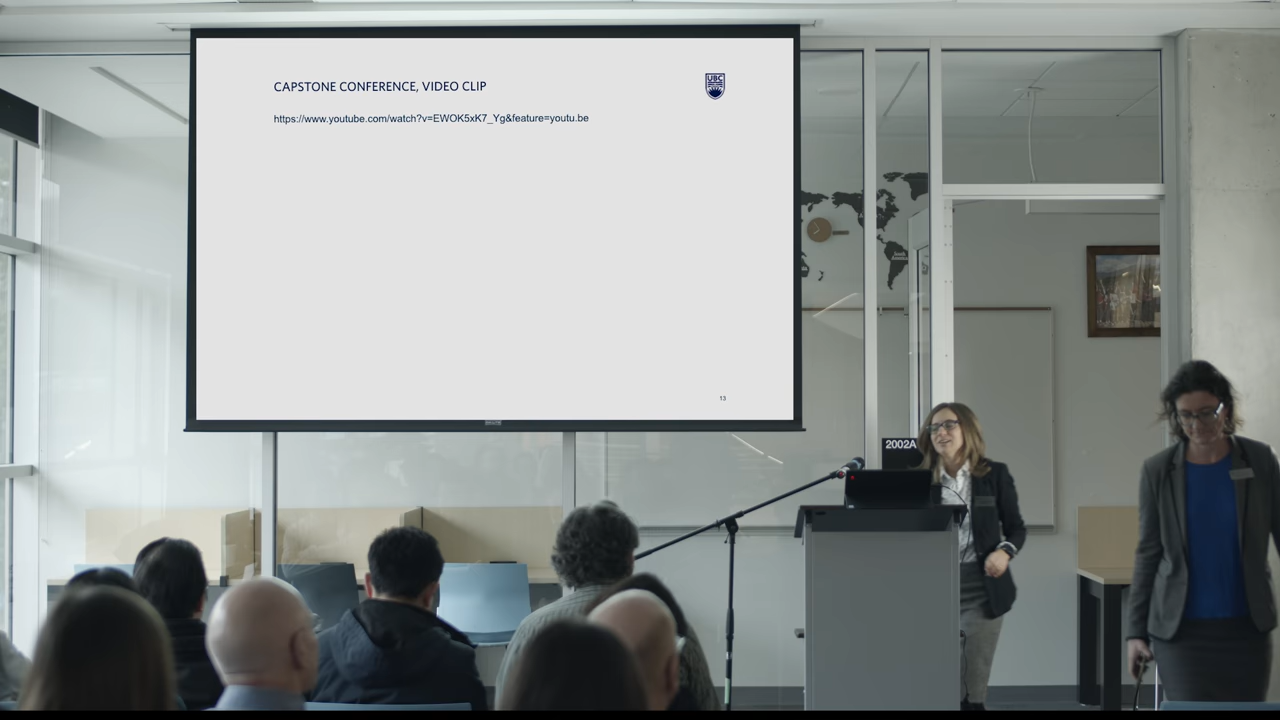 CAPSTONE CONFERENCE, VIDEO CLIP
UBC
https://www.youtube.com/watch?v=EWOK5xK7_Yg&feature=youtu.be
13
2002A